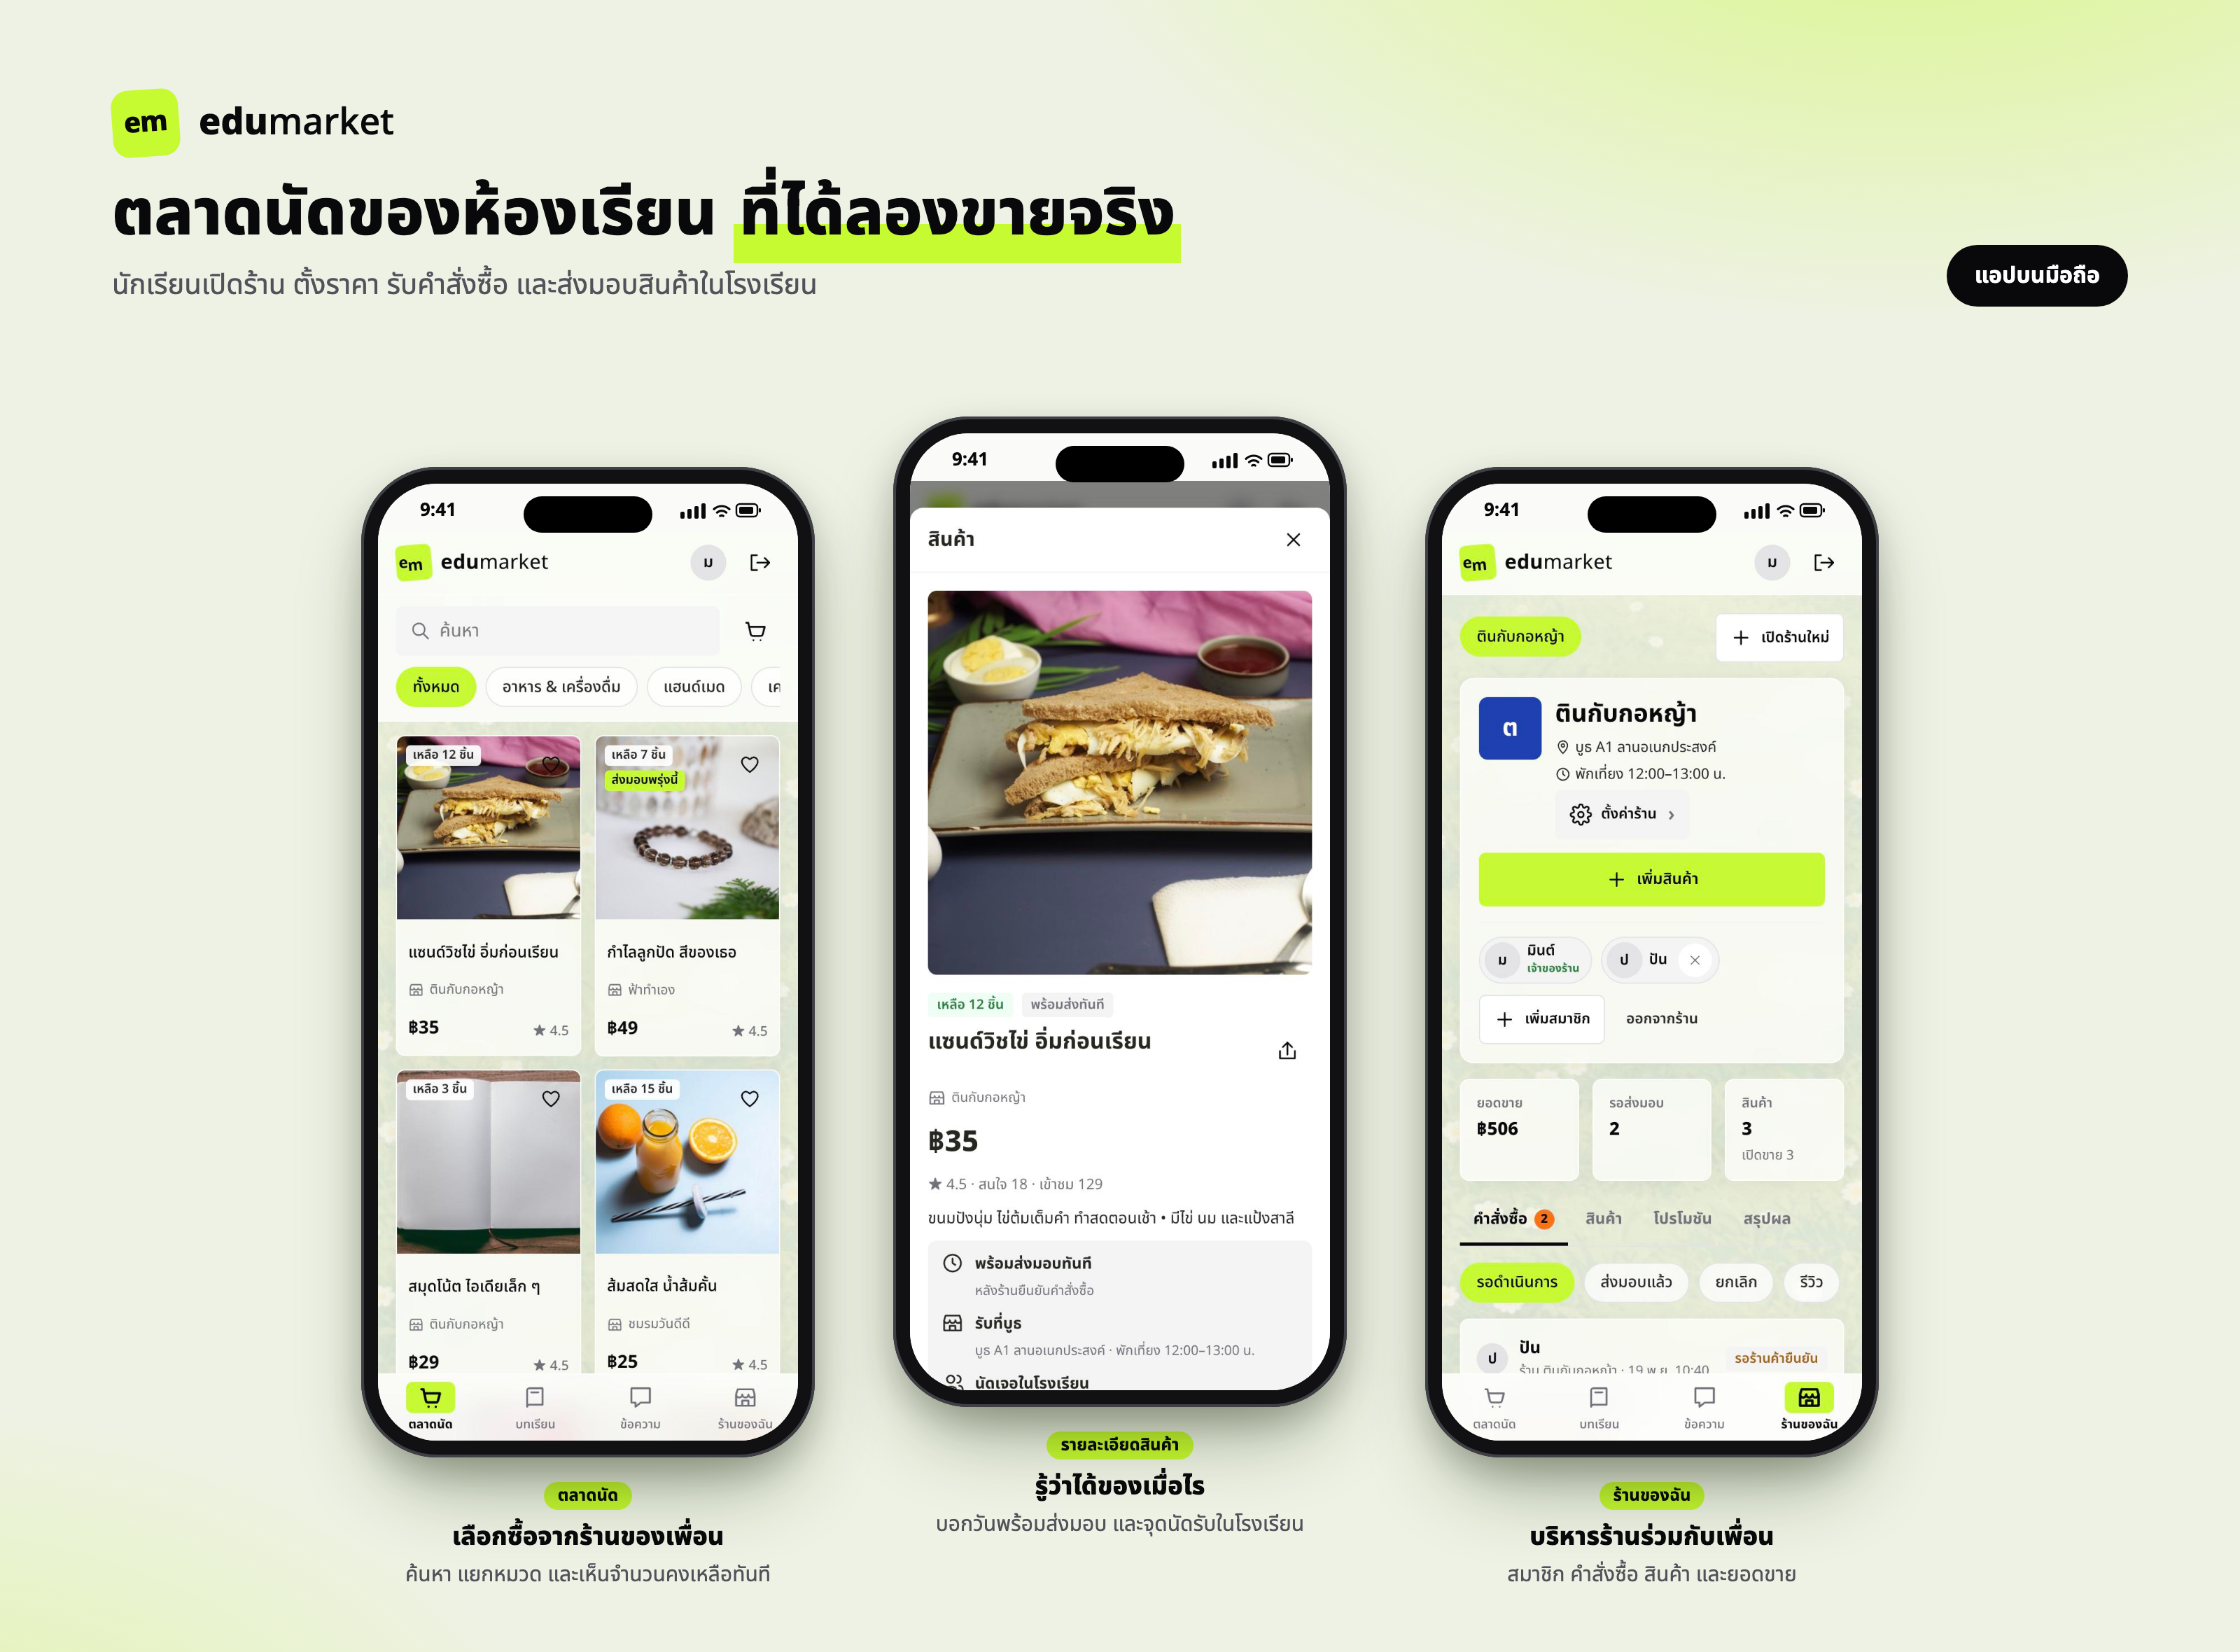 em edumarket
ตลาดนัดของห้องเรียน ที่ได้ลองขายจริง
นักเรียนเปิดร้าน ตั้งราคา รับคำสั่งซื้อ และส่งมอบสินค้าในโรงเรียน
แอปบนมือถือ
9:41
em edumarket ม
ค้นหา
ทั้งหมด อาหาร & เครื่องดื่ม แฮนด์เมด เค
เหลือ 12 ชิ้น
แซนด์วิชไข่ อิ่มก่อนเรียน
ตินกับกอหญ้า
฿35 ★ 4.5
เหลือ 7 ชิ้น
ส่งมอบพรุ่งนี้
กำไลลูกปัด สีของเธอ
ฟ้าทำเอง
฿49 ★ 4.5
เหลือ 3 ชิ้น
สมุดโน้ต ไอเดียเล็ก ๆ
ตินกับกอหญ้า
฿29 ★ 4.5
เหลือ 15 ชิ้น
ส้มสดใส น้ำส้มคั้น
ชมรมวันดีดี
฿25 ★ 4.5
ตลาดนัด บทเรียน ข้อความ ร้านของฉัน
ตลาดนัด
เลือกซื้อจากร้านของเพื่อน
ค้นหา แยกหมวด และเห็นจำนวนคงเหลือทันที
9:41
สินค้า
เหลือ 12 ชิ้น พร้อมส่งทันที
แซนด์วิชไข่ อิ่มก่อนเรียน
ตินกับกอหญ้า
฿35
★ 4.5 · สนใจ 18 · เข้าชม 129
ขนมปังนุ่ม ไข่ต้มเต็มคำ ทำสดตอนเช้า • มีไข่ นม และแป้งสาลี
พร้อมส่งมอบทันที
หลังร้านยืนยันคำสั่งซื้อ
รับที่บูธ
บูธ A1 ลานอเนกประสงค์ · พักเที่ยง 12:00–13:00 น.
นัดเจอในโรงเรียน
รายละเอียดสินค้า
รู้ว่าได้ของเมื่อไร
บอกวันพร้อมส่งมอบ และจุดนัดรับในโรงเรียน
9:41
em edumarket ม
ตินกับกอหญ้า + เปิดร้านใหม่
ต ตินกับกอหญ้า
บูธ A1 ลานอเนกประสงค์
พักเที่ยง 12:00–13:00 น.
ตั้งค่าร้าน ›
+ เพิ่มสินค้า
ม มินต์ เจ้าของร้าน
ป ปัน
+ เพิ่มสมาชิก ออกจากร้าน
ยอดขาย
฿506
รอส่งมอบ
2
สินค้า
3
เปิดขาย 3
คำสั่งซื้อ 2 สินค้า โปรโมชัน สรุปผล
รอดำเนินการ ส่งมอบแล้ว ยกเลิก รีวิว
ป ปัน รอร้านค้ายืนยัน
ร้าน ตินกับกอหญ้า · 19 พ.ย. 10:40
ตลาดนัด บทเรียน ข้อความ ร้านของฉัน
ร้านของฉัน
บริหารร้านร่วมกับเพื่อน
สมาชิก คำสั่งซื้อ สินค้า และยอดขาย